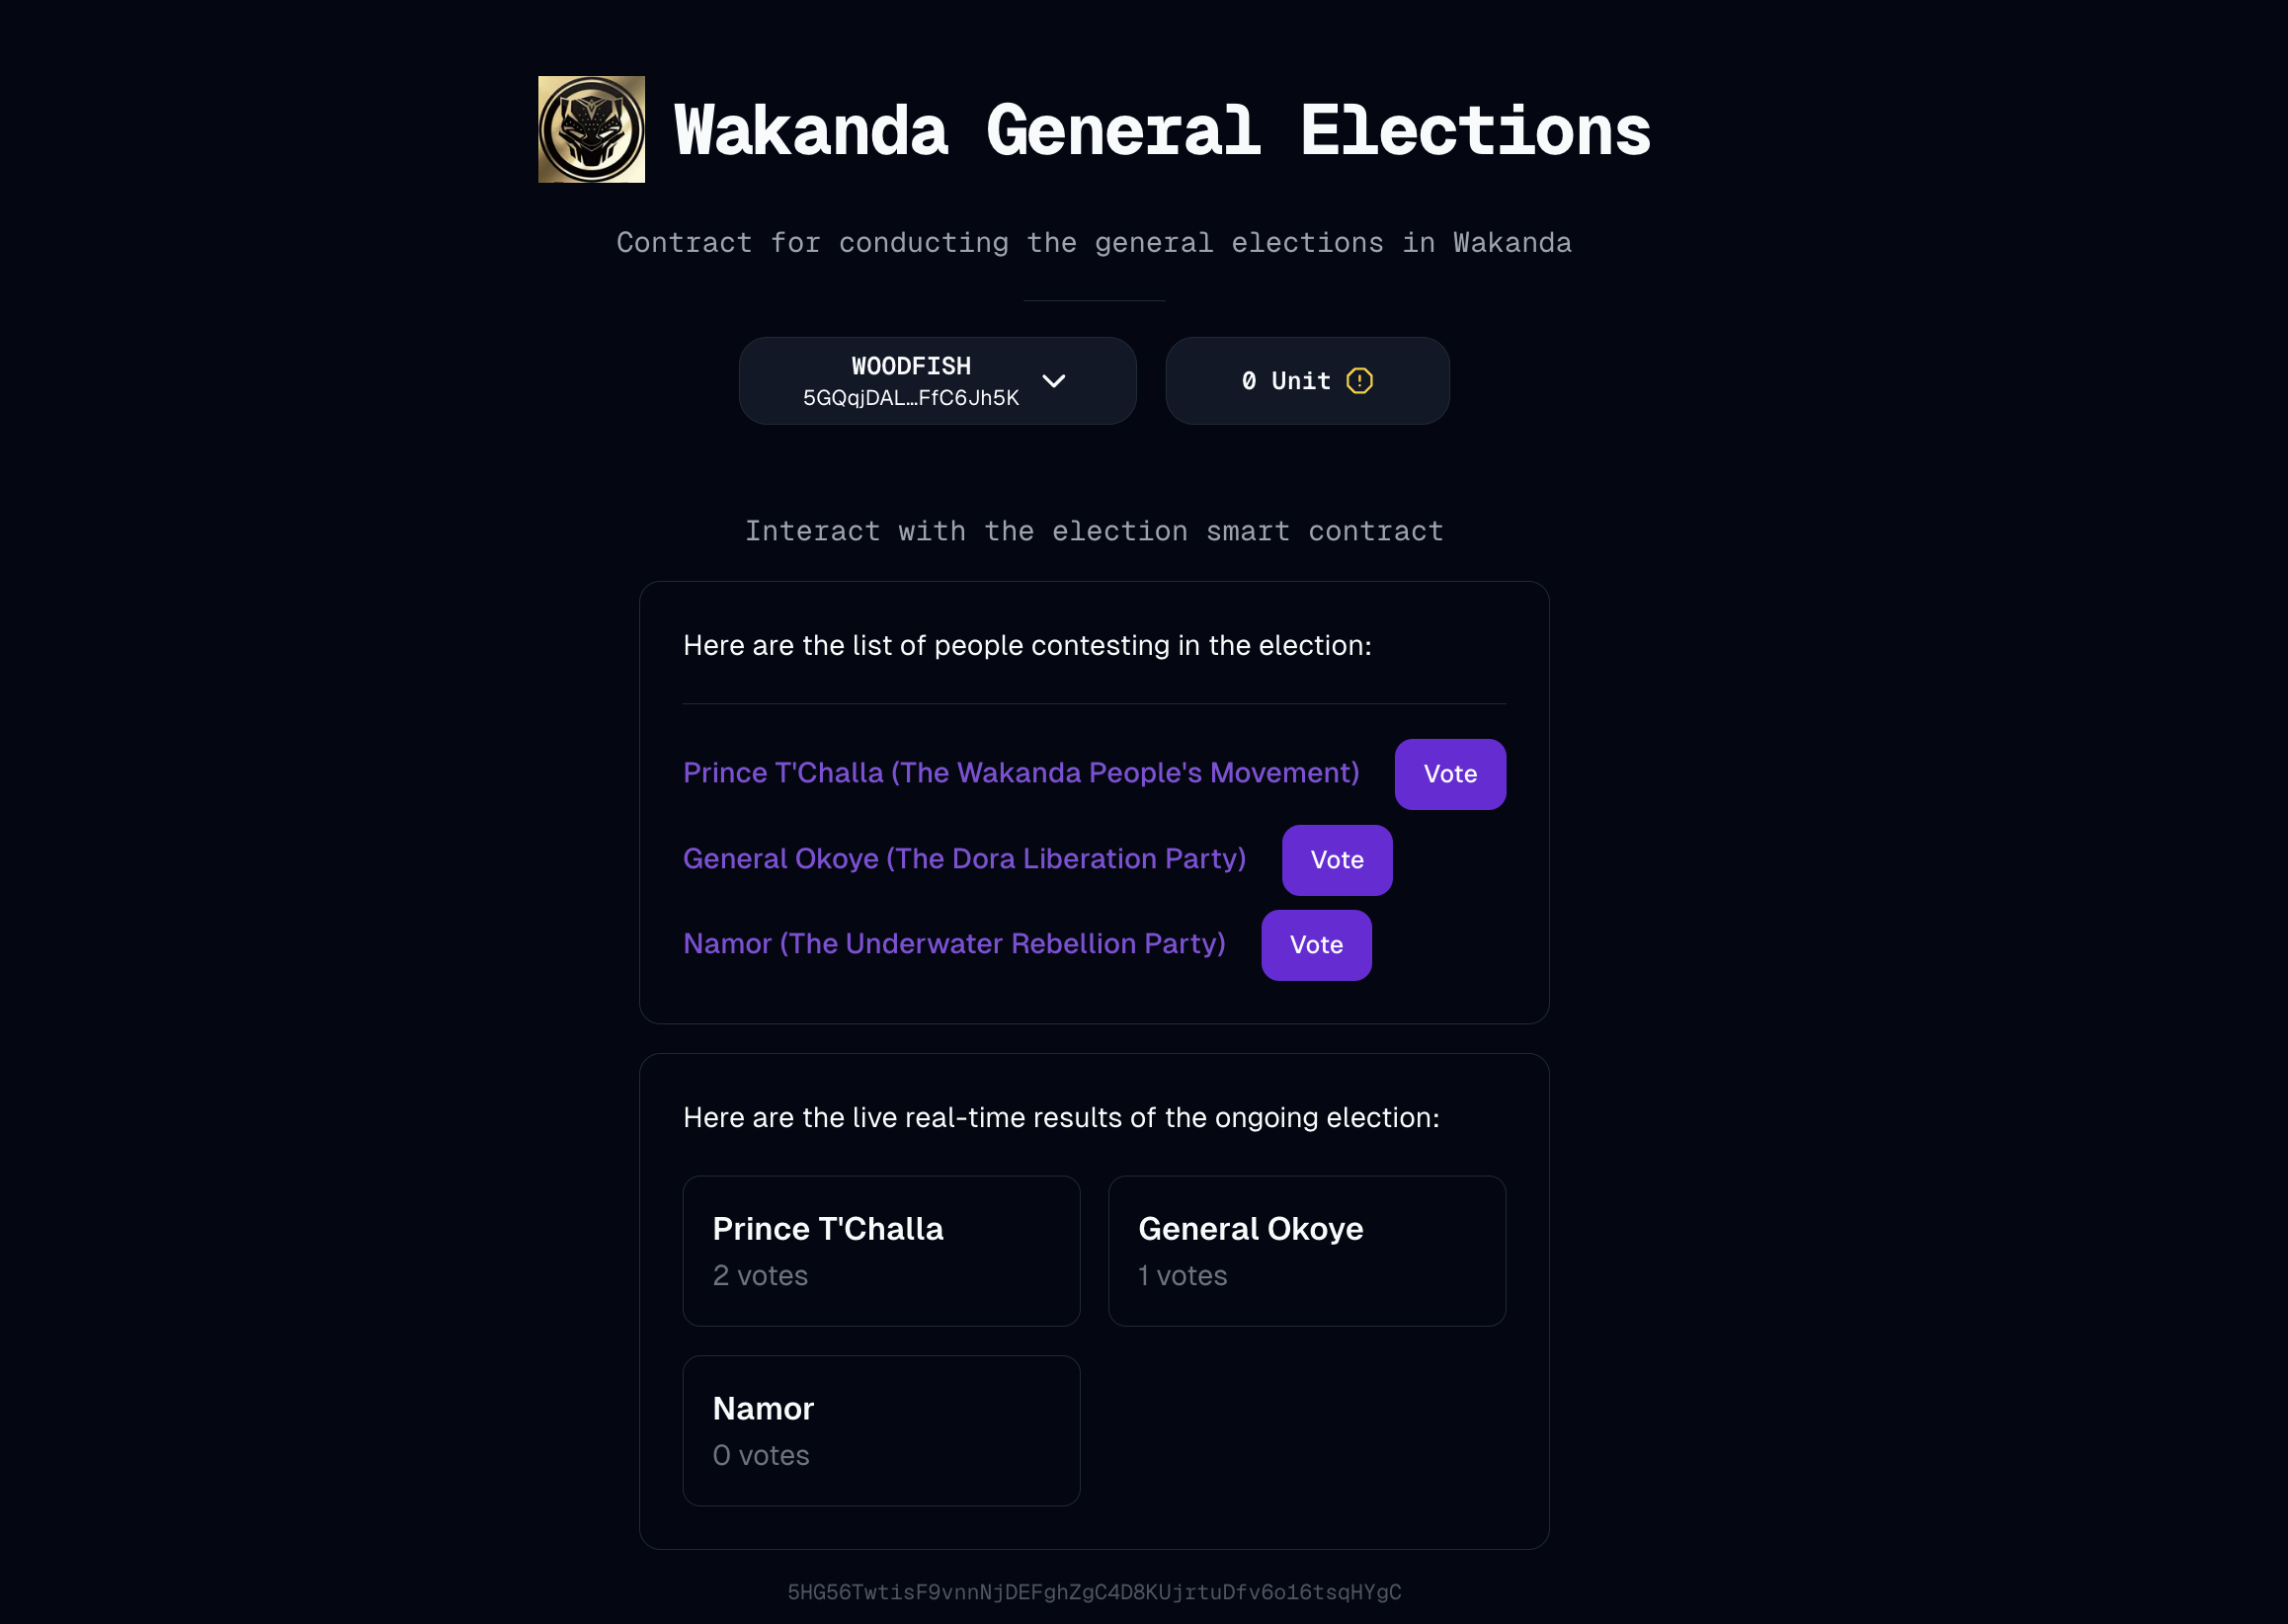 Wakanda General Elections
Contract for conducting the general elections in Wakanda
WOODFISH
5GQqjDAL...FfC6Jh5K
0 Unit
Interact with the election smart contract
Here are the list of people contesting in the election:
Prince T'Challa (The Wakanda People's Movement) Vote
General Okoye (The Dora Liberation Party) Vote
Namor (The Underwater Rebellion Party) Vote
Here are the live real-time results of the ongoing election:
Prince T'Challa
2 votes
General Okoye
1 votes
Namor
0 votes
5HG56TwtisF9vnnNjDEFghZgC4D8KUjrtuDfv6o16tsqHYgC